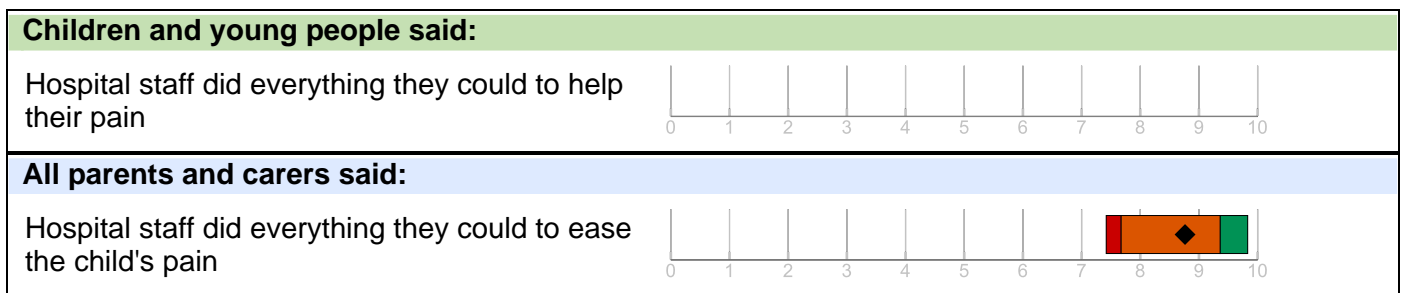 Children and young people said:
Hospital staff did everything they could to help
their pain
0 1 2 3 4 5 6 7 8 9 10
All parents and carers said:
Hospital staff did everything they could to ease
the child's pain
0 1 2 3 4 5 6 7 8 9 10